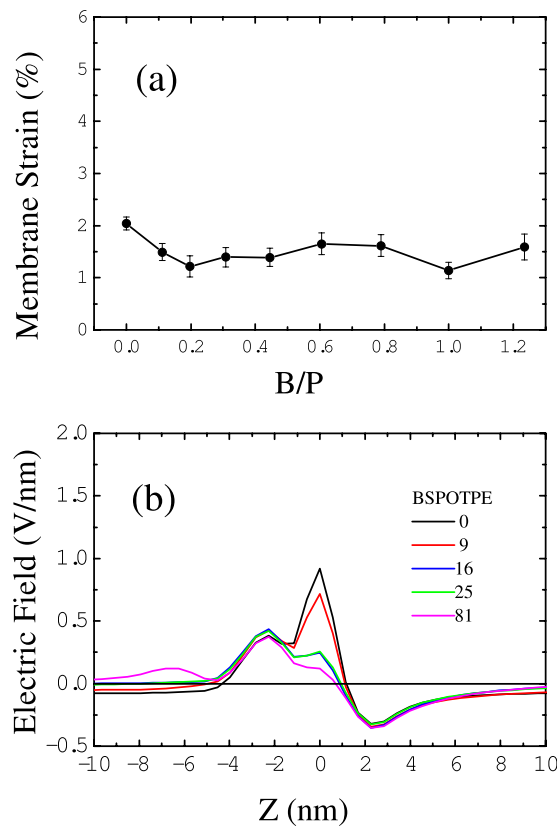 Membrane Strain (%)
(a)
6
5
4
3
2
1
0
0.0 0.2 0.4 0.6 0.8 1.0 1.2
B/P
Electric Field (V/nm)
(b)
2.0
1.5
1.0
0.5
0.0
−0.5
BSPOTPE
0
9
16
25
81
−10 −8 −6 −4 −2 0 2 4 6 8 10
Z (nm)